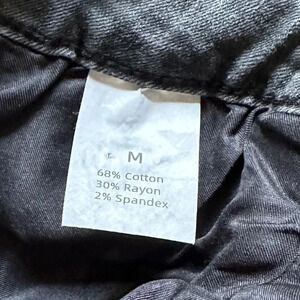 M
68% Cotton
30% Rayon
2% Spandex